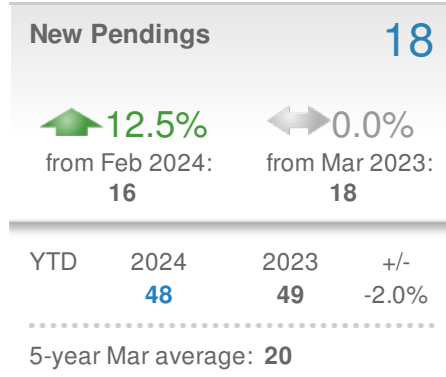 New Pendings 18
12.5% 0.0%
from Feb 2024: from Mar 2023:
16 18
YTD 2024 2023 +/-
48 49 -2.0%
5-year Mar average: 20